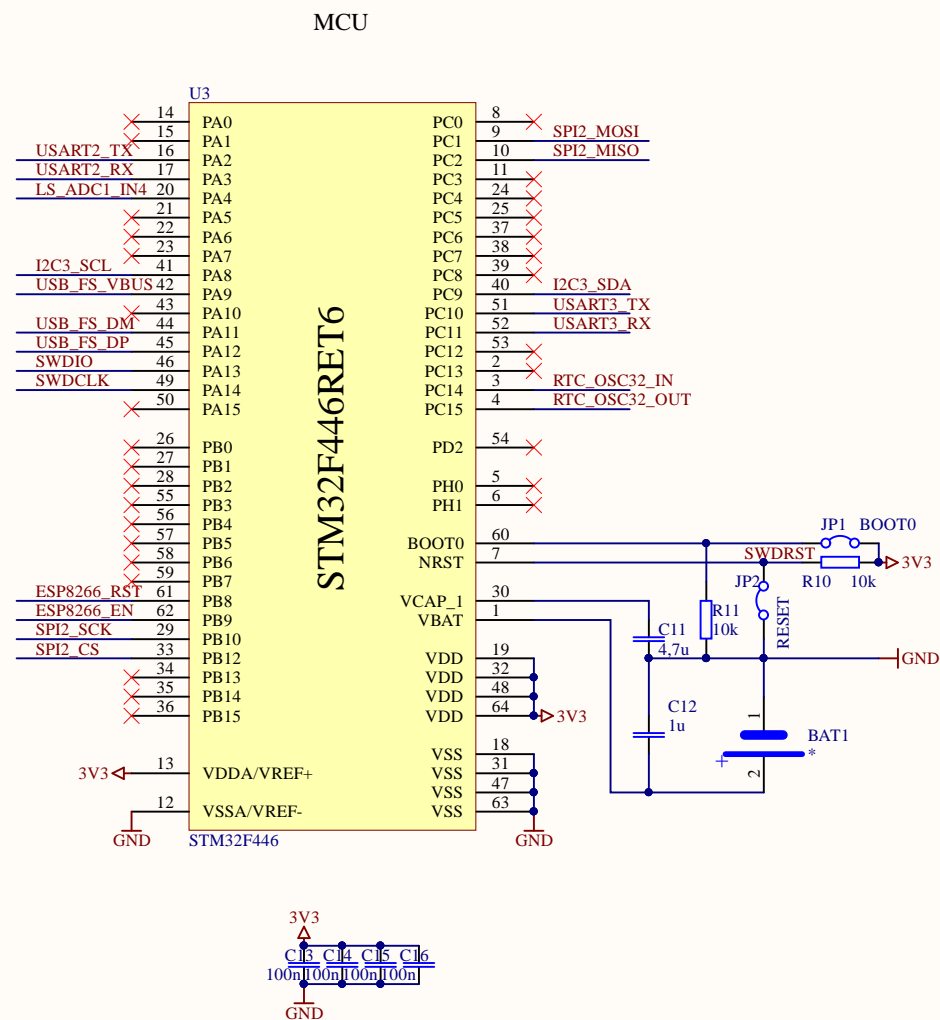 MCU
U3
14 PA0 PC0 8
15 PA1 PC1 9 SPI2_MOSI
USART2_TX 16 PA2 PC2 10 SPI2_MISO
USART2_RX 17 PA3 PC3 11
LS_ADC1_IN4 20 PA4 PC4 24
21 PA5 PC5 25
22 PA6 PC6 37
23 PA7 PC7 38
I2C3_SCL 41 PA8 PC8 39
USB_FS_VBUS 42 PA9 PC9 40 I2C3_SDA
43 PA10 PC10 51 USART3_TX
USB_FS_DM 44 PA11 PC11 52 USART3_RX
USB_FS_DP 45 PA12 PC12 53
SWDIO 46 PA13 PC13 2
SWDCLK 49 PA14 PC14 3 RTC_OSC32_IN
50 PA15 PC15 4 RTC_OSC32_OUT
STM32F446RET6
26 PB0 PD2 54
27 PB1
28 PB2 PH0 5
55 PB3 PH1 6
56 PB4
57 PB5 BOOT0 60 JP1 BOOT0
58 PB6 NRST 7 SWDRST R10 10k 3V3
59 PB7
ESP8266_RST 61 PB8 VCAP_1 30 JP2 RESET
ESP8266_EN 62 PB9 VBAT 1 R11 10k
SPI2_SCK 29 PB10 C11 4,7u
SPI2_CS 33 PB12 VDD 19 GND
34 PB13 VDD 32
35 PB14 VDD 48 C12 1u
36 PB15 VDD 64 3V3 1 BAT1
VSS 18 + *
3V3 13 VDDA/VREF+ VSS 31 2
VSS 47
12 VSSA/VREF- VSS 63
GND STM32F446 GND
3V3
C13 C14 C15 C16
100n 100n 100n 100n
GND